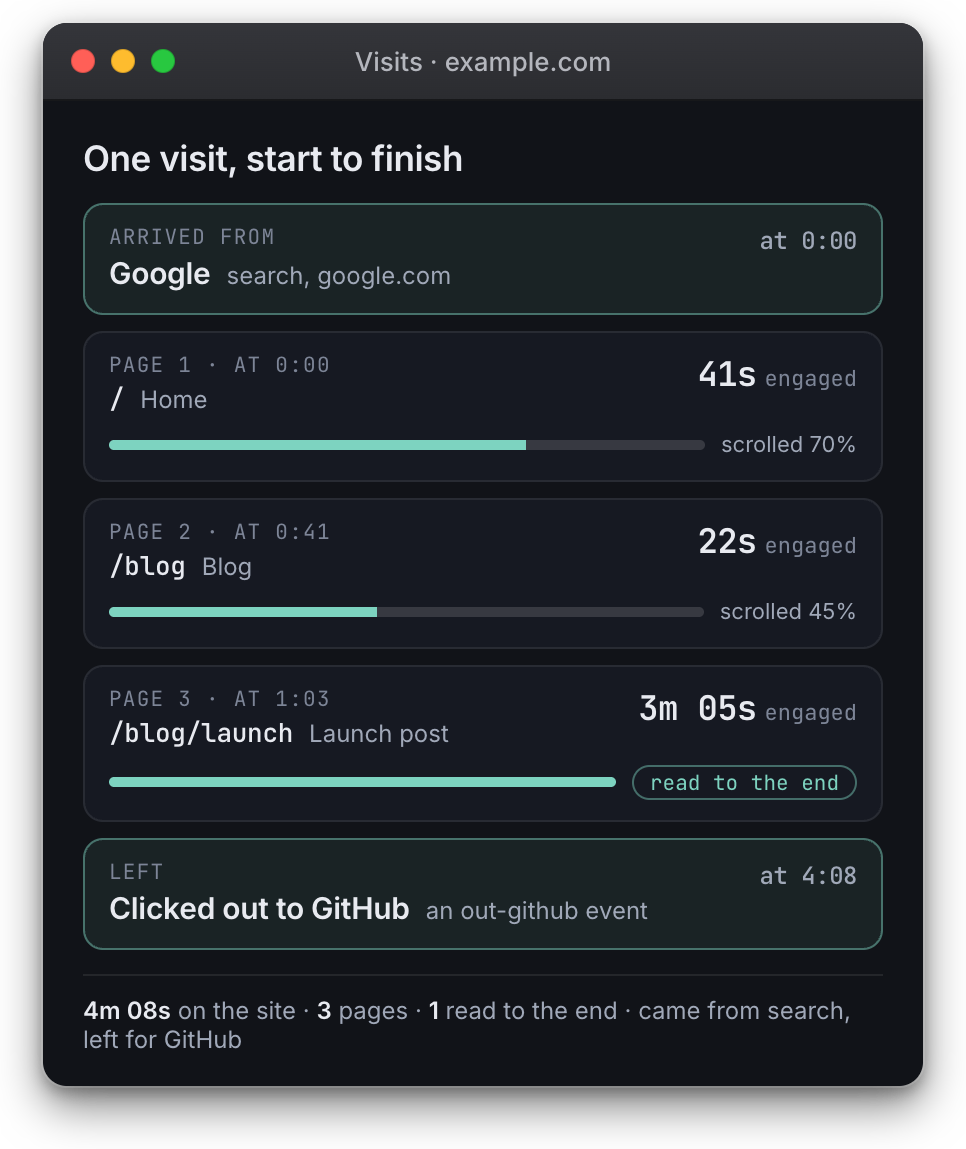 Visits · example.com
One visit, start to finish
ARRIVED FROM
at 0:00
Google search, google.com
PAGE 1 · AT 0:00
41s engaged
/ Home
scrolled 70%
PAGE 2 · AT 0:41
22s engaged
/blog Blog
scrolled 45%
PAGE 3 · AT 1:03
3m 05s engaged
/blog/launch Launch post
read to the end
LEFT
at 4:08
Clicked out to GitHub an out-github event
4m 08s on the site · 3 pages · 1 read to the end · came from search,
left for GitHub